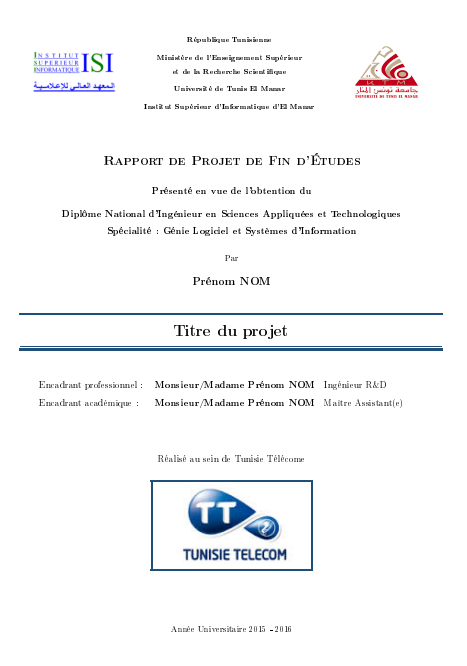 République Tunisienne
Ministère de l'Enseignement Supérieur
et de la Recherche Scientifique
Université de Tunis El Manar
Institut Supérieur d'Informatique d'El Manar
INSTITUT
SUPERIEUR
INFORMATIQUE
ISI
المعهد العالي للإعلامية
جامعة تونس المنار
UNIVERSITÉ DE TUNIS EL MANAR
RAPPORT DE PROJET DE FIN D'ÉTUDES
Présenté en vue de l'obtention du
Diplôme National d'Ingénieur en Sciences Appliquées et Technologiques
Spécialité : Génie Logiciel et Systèmes d'Information
Par
Prénom NOM
Titre du projet
Encadrant professionnel : Monsieur/Madame Prénom NOM Ingénieur R&D
Encadrant académique : Monsieur/Madame Prénom NOM Maître Assistant(e)
Réalisé au sein de Tunisie Télécome
TT
TUNISIE TELECOM
Année Universitaire 2015 - 2016